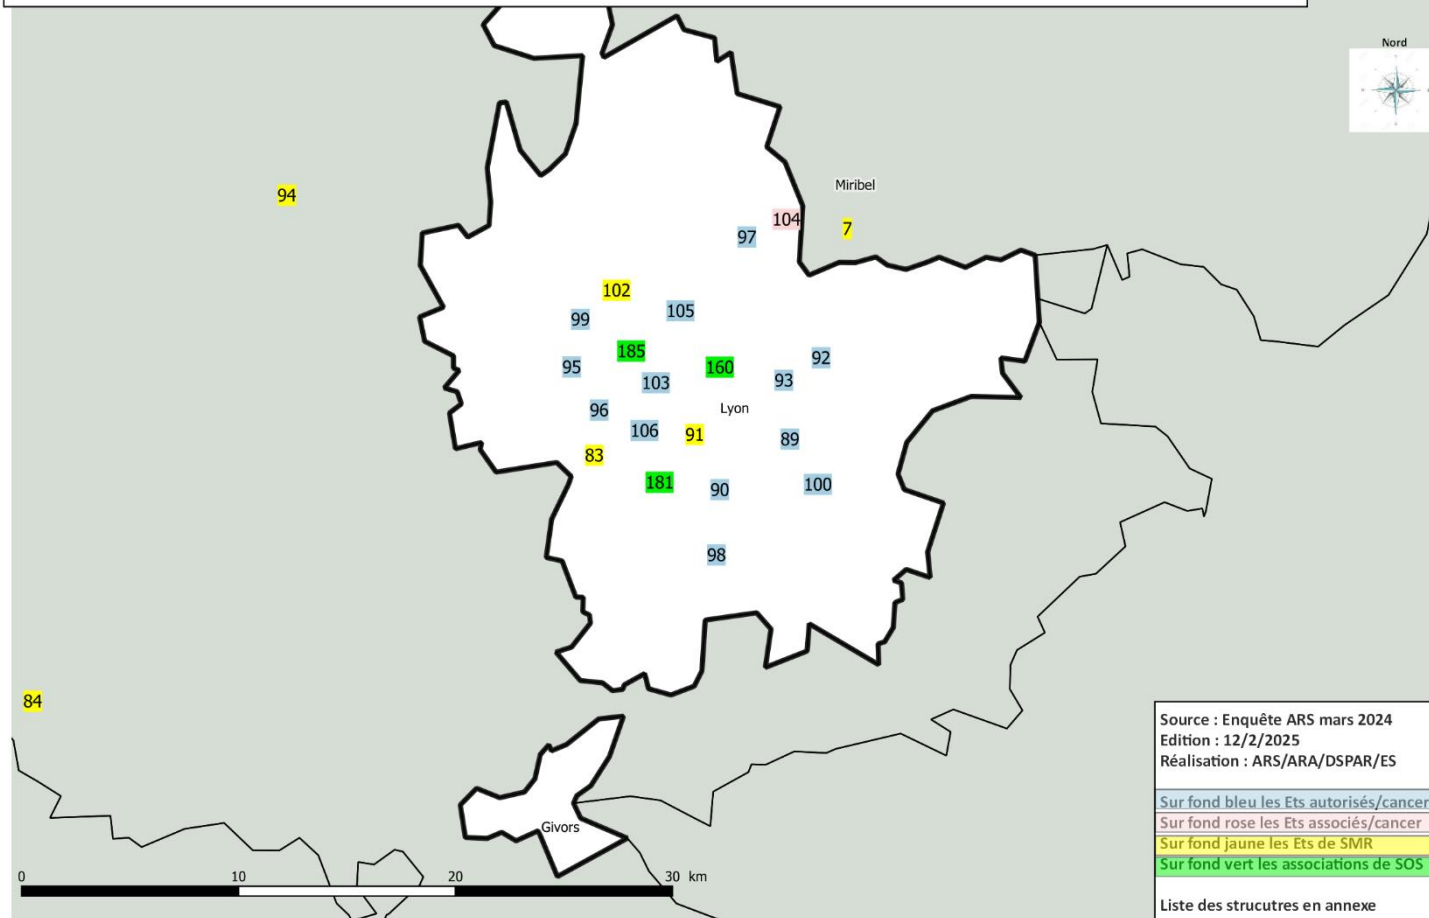 Nord
Miribel
94
104
7
97
102
105
99
185
92
95
160
103
93
96
Lyon
106
91
89
83
181
90
100
98
84
Source : Enquête ARS mars 2024
Edition : 12/2/2025
Réalisation : ARS/ARA/DSPAR/ES
Sur fond bleu les Ets autorisés/cancer
Sur fond rose les Ets associés/cancer
Sur fond jaune les Ets de SMR
Sur fond vert les associations de SOS
Givors
0 10 20 30 km
Liste des strucutres en annexe